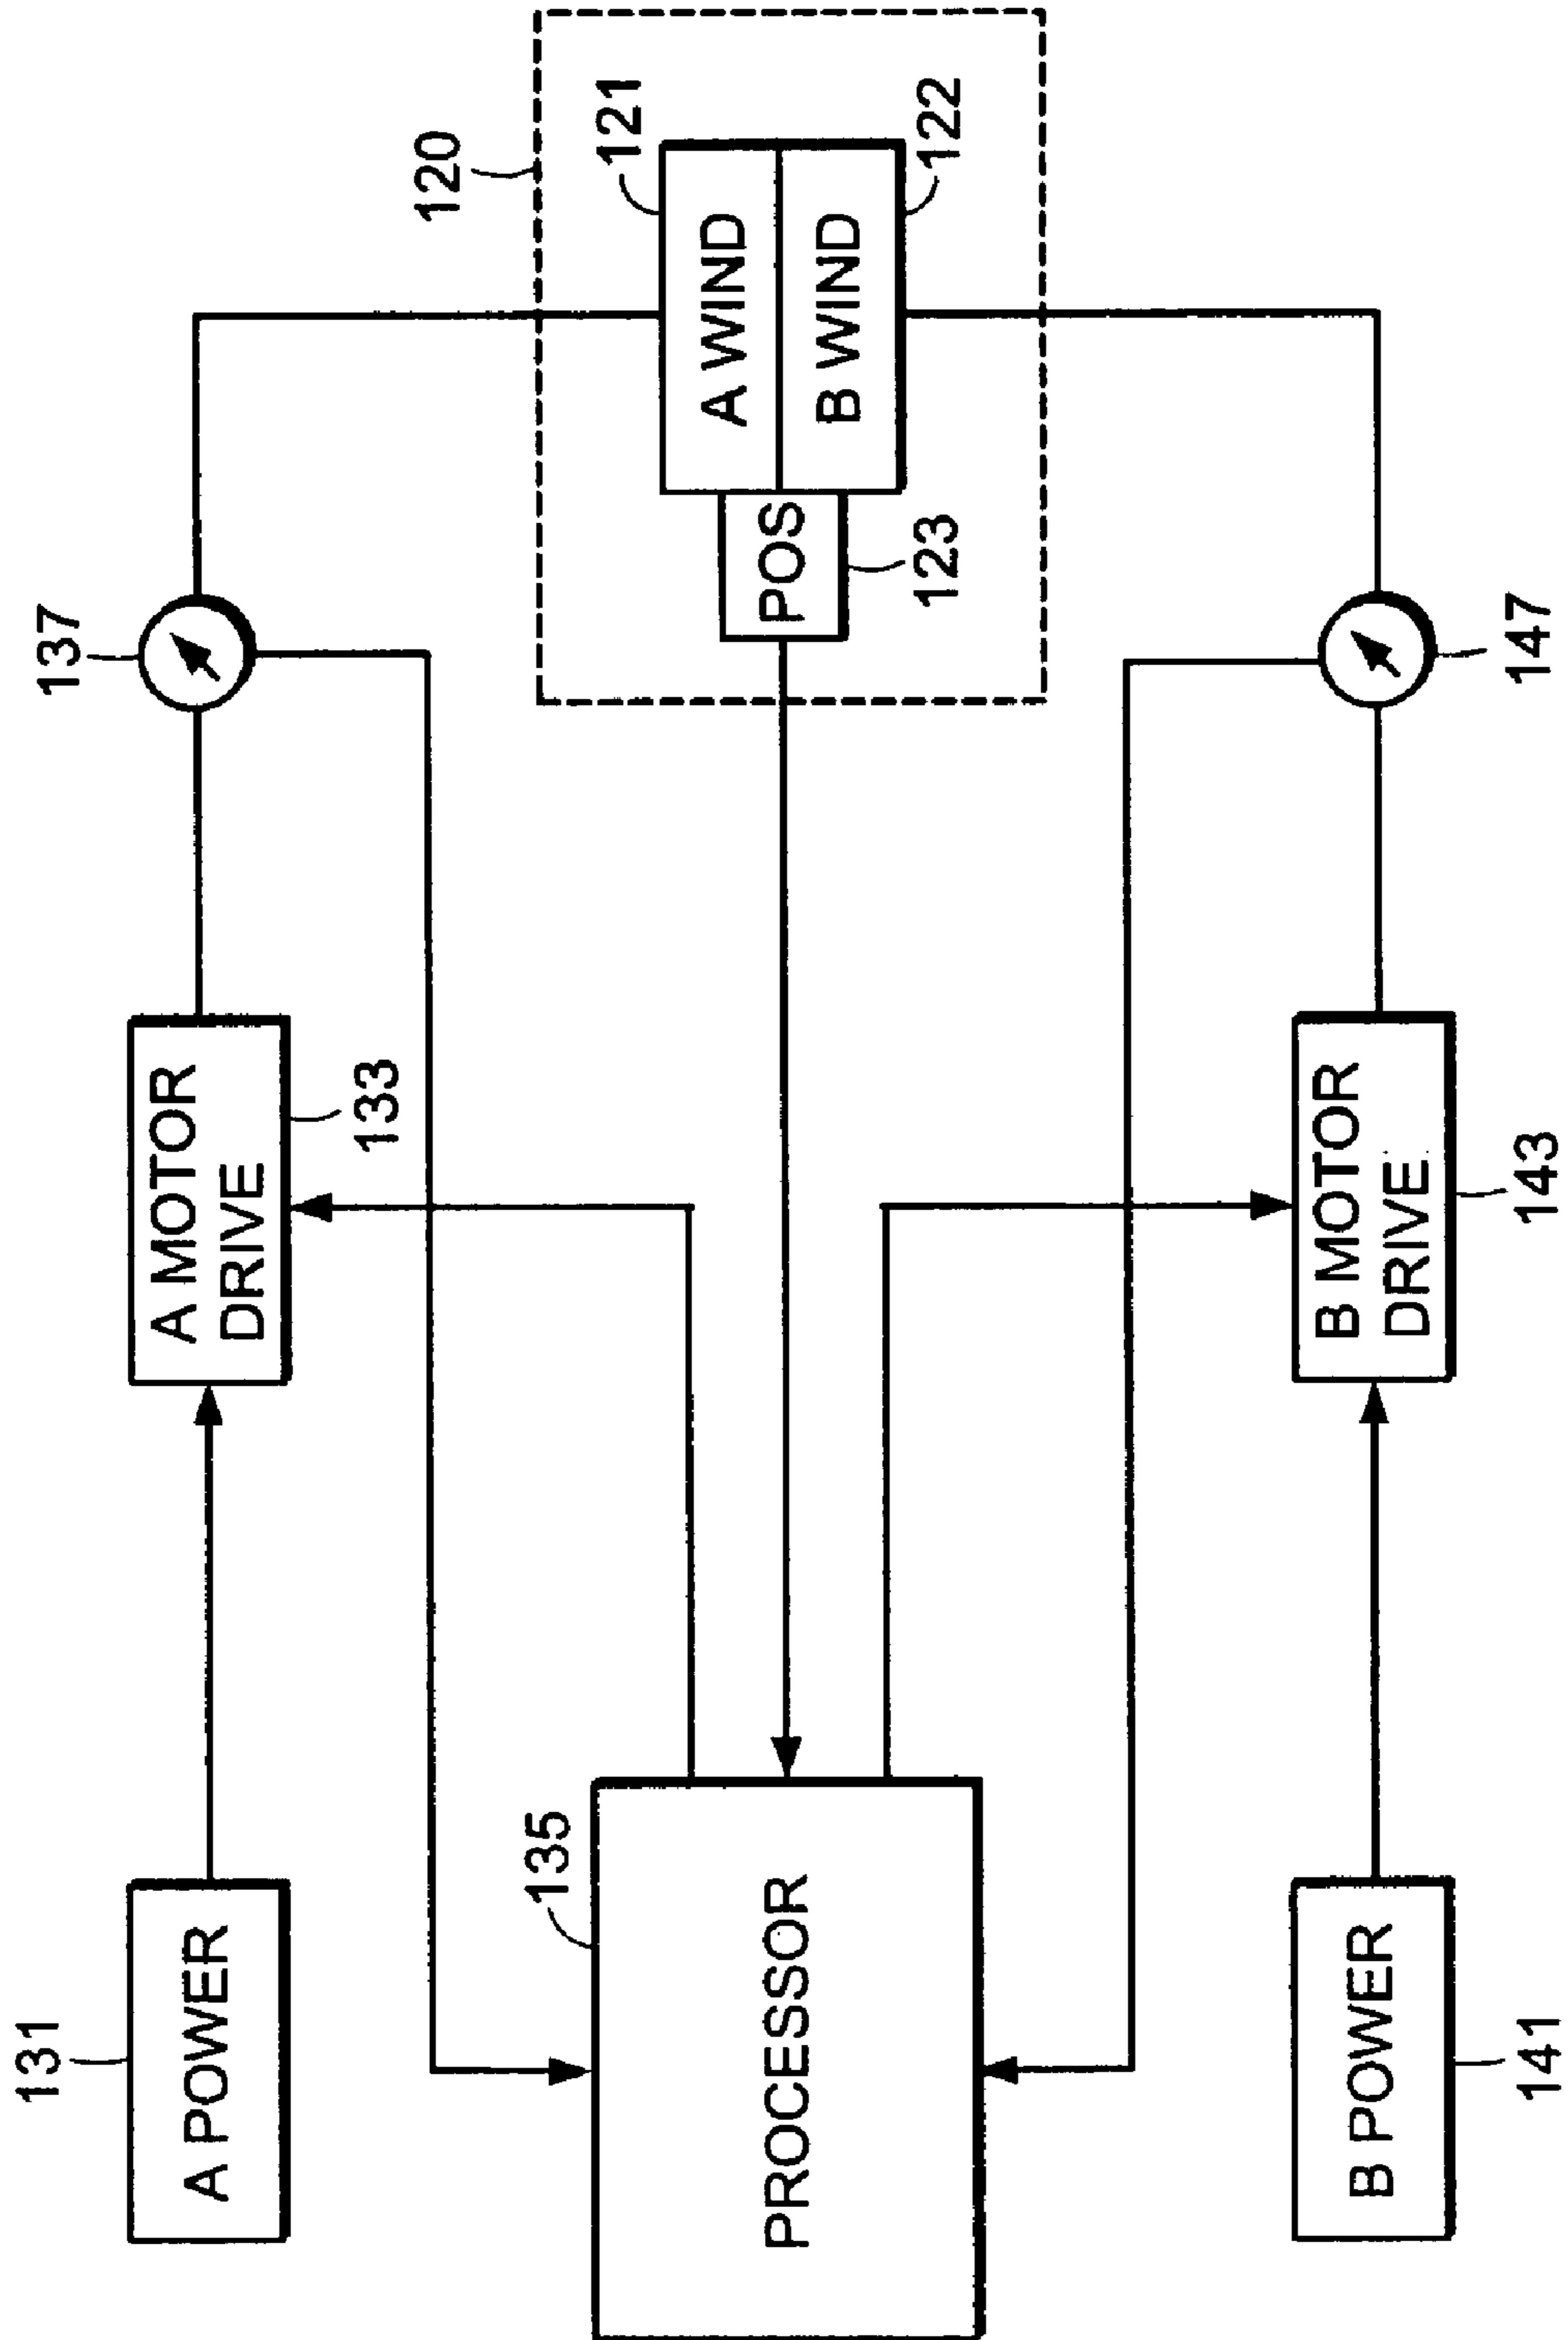 131
A POWER
A MOTOR
DRIVE
133
137
120
121
A WIND
B WIND
122
POS
123
135
PROCESSOR
B POWER
141
B MOTOR
DRIVE
143
147